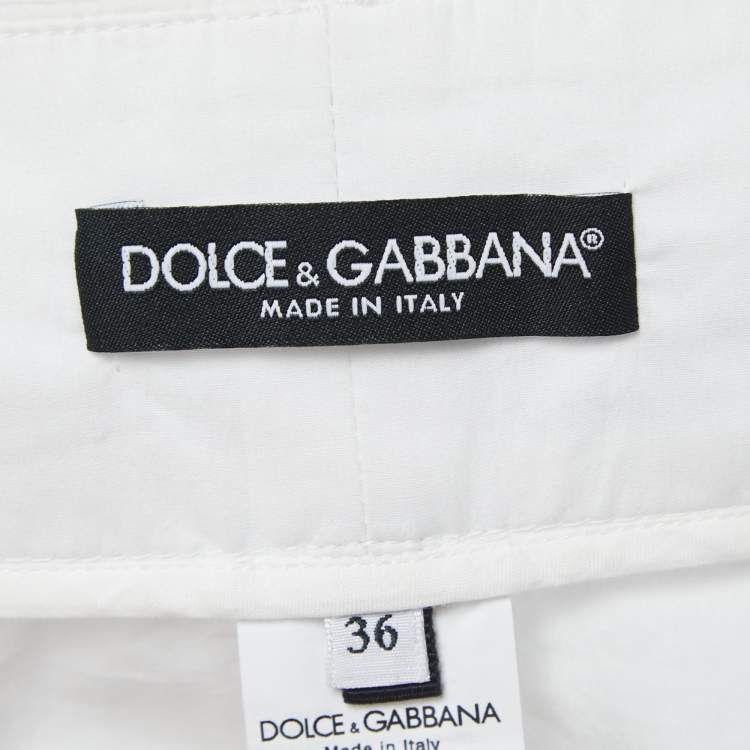 DOLCE & GABBANA®
MADE IN ITALY
36
DOLCE & GABBANA
Made in Italy